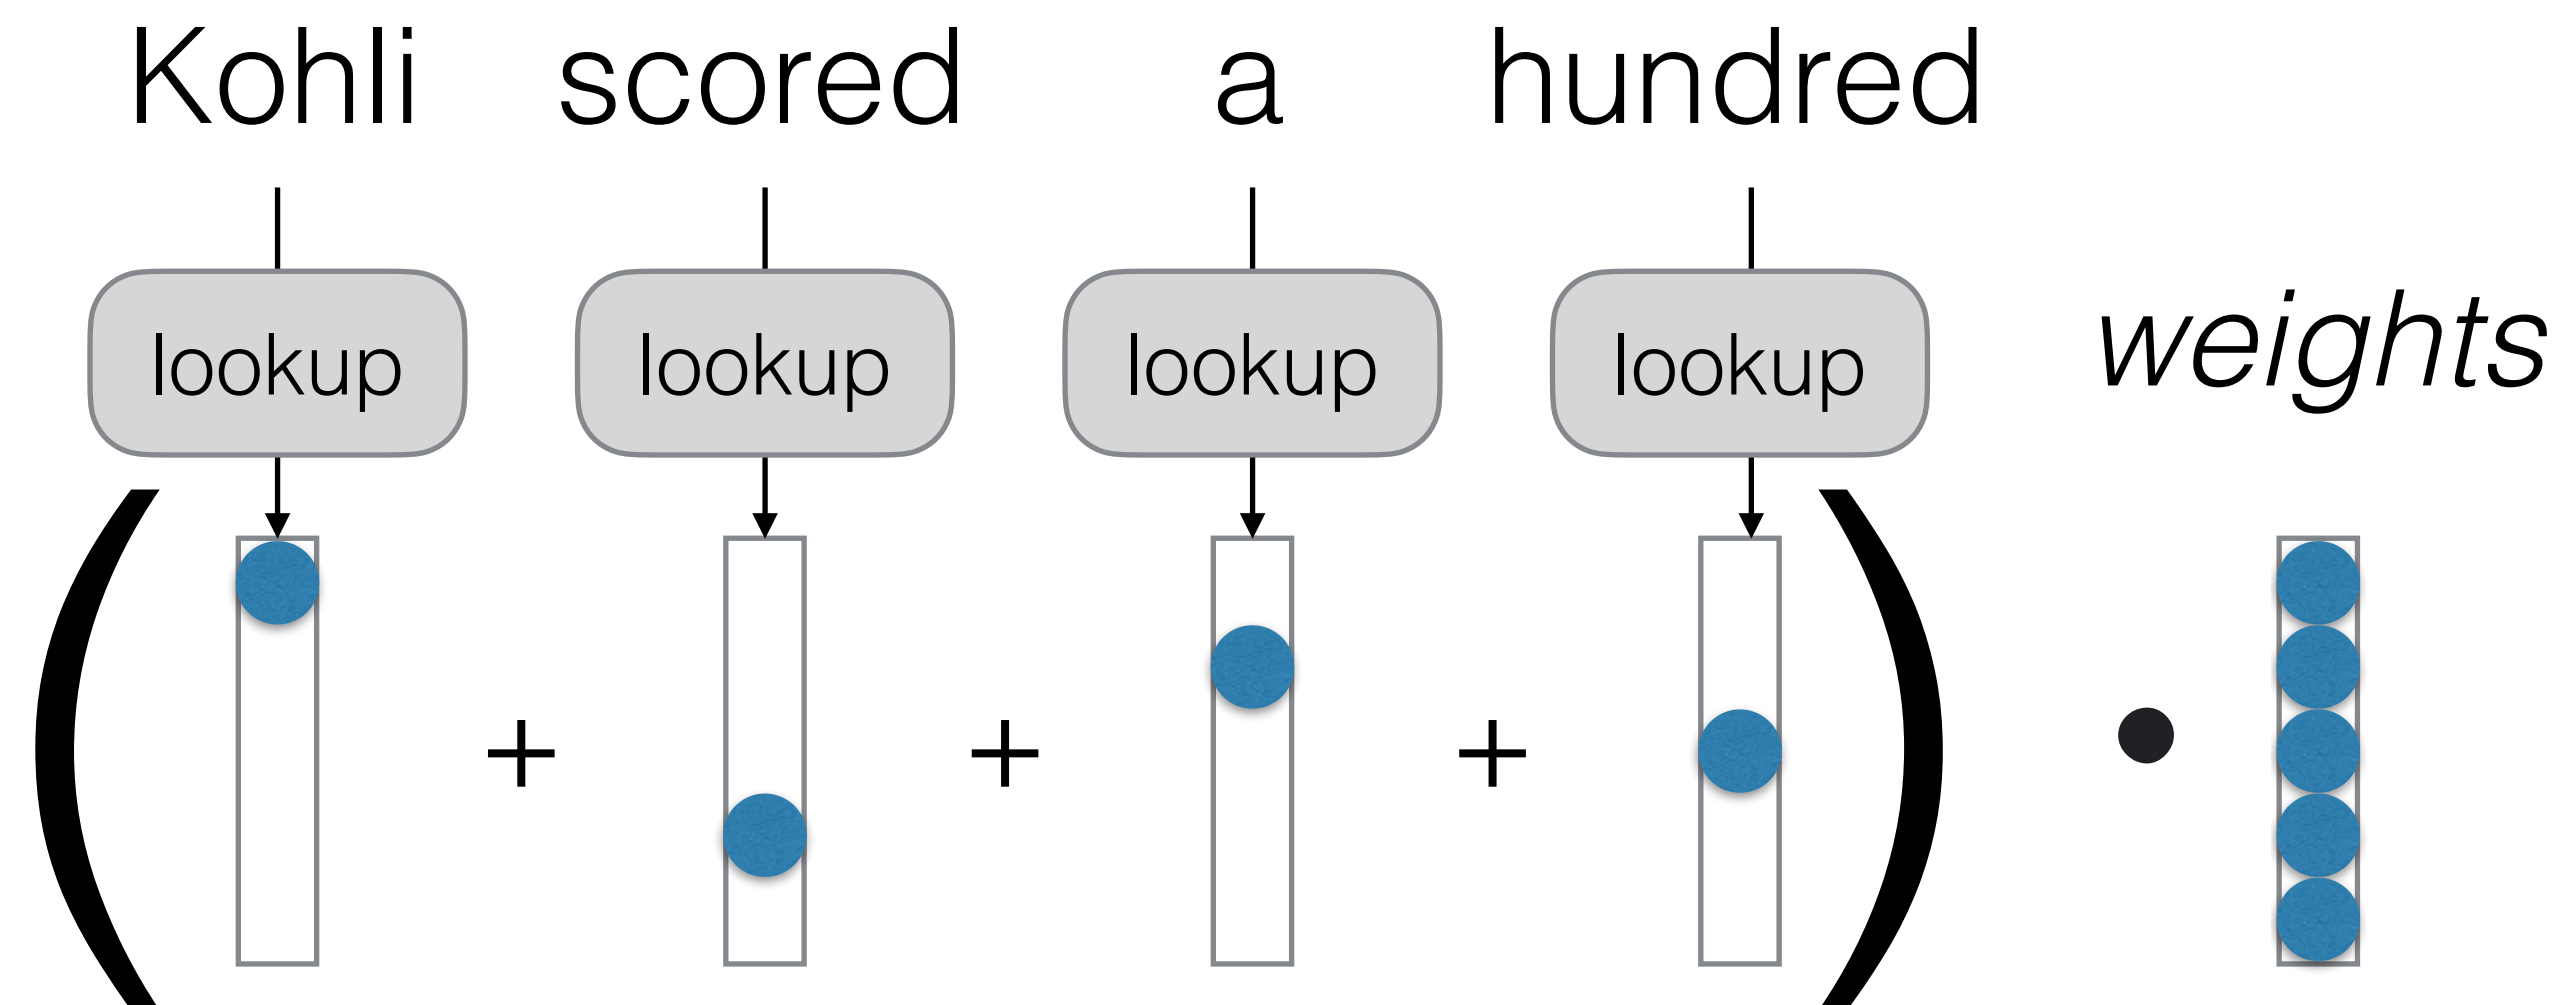 Kohli scored a hundred
lookup lookup lookup lookup weights
( + + + ) •